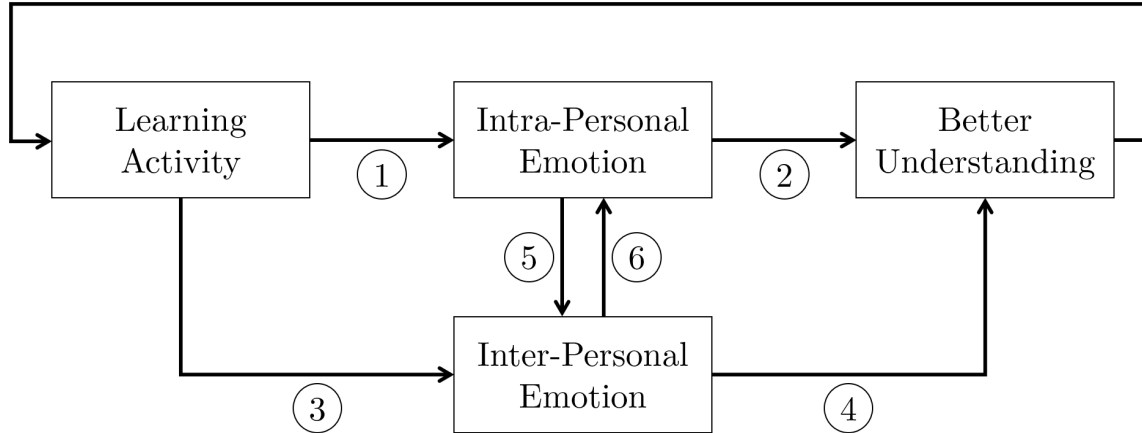 Learning
Activity
1
Intra-Personal
Emotion
2
Better
Understanding
5
6
3
Inter-Personal
Emotion
4